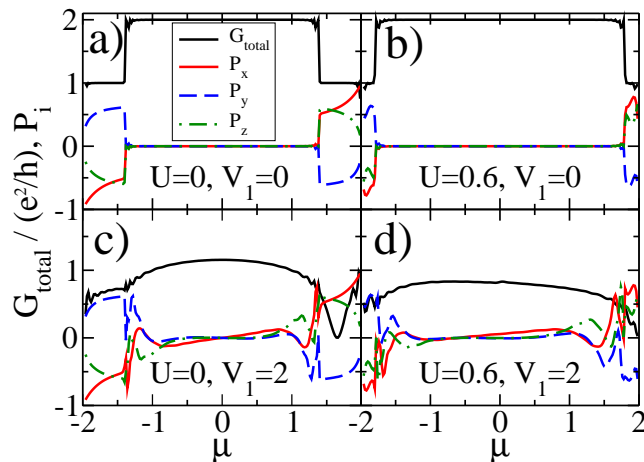 G_total / (e²/h), P_i
2
1
0
-1
a)
G_total
P_x
P_y
P_z
U=0, V_1=0
b)
U=0.6, V_1=0
1
0
-1
c)
U=0, V_1=2
d)
U=0.6, V_1=2
-2 -1 0 1 2 -1 0 1 2
μ μ